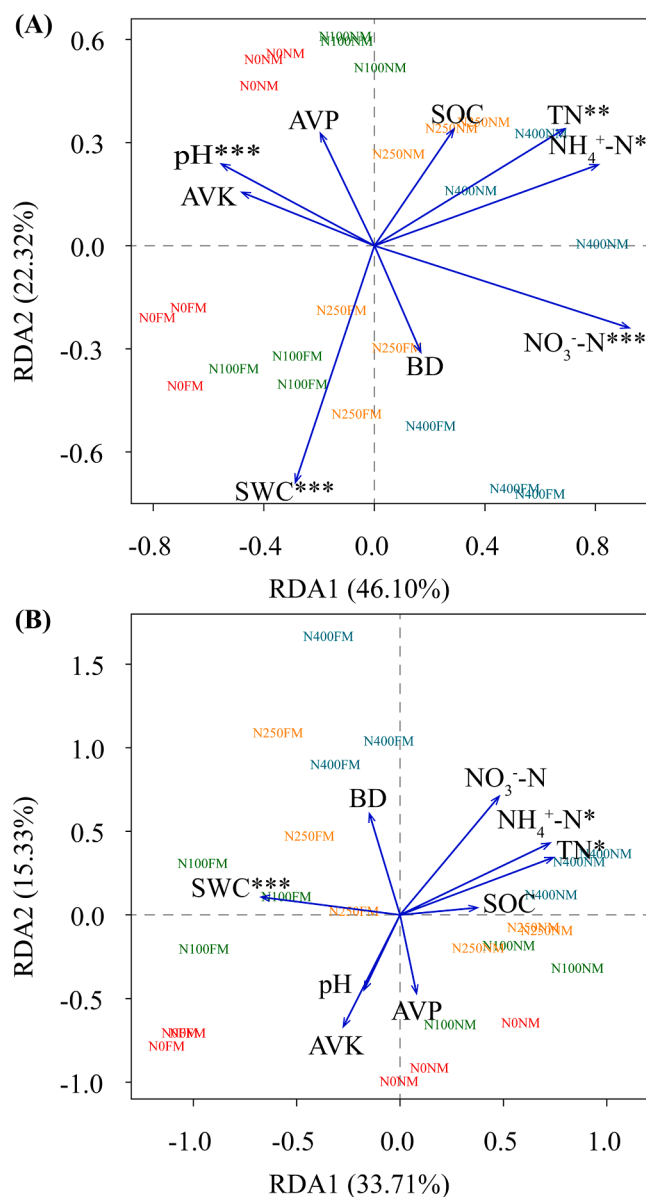 (A)
RDA2 (22.32%)
0.6
0.3
0.0
-0.3
-0.6
N100NM
N100NM
N0NM
N0NM
N100NM
N0NM
AVP
SOC
N250NM
N250NM
TN**
N400NM
pH***
N250NM
NH₄⁺-N*
AVK
N400NM
N400NM
N0FM
N0FM
N250FM
N250FM
NO₃⁻-N***
N100FM
N100FM
BD
N0FM
N100FM
N250FM
N400FM
SWC***
N400FM
N400FM
-0.8 -0.4 0.0 0.4 0.8
RDA1 (46.10%)
(B)
RDA2 (15.33%)
1.5
1.0
0.5
0.0
-0.5
-1.0
N400FM
N250FM
N400FM
N400FM
BD
NO₃⁻-N
N250FM
NH₄⁺-N*
TN*
N400NM
N400NM
N100FM
SWC***
N100FM
N400NM
SOC
N250FM
N250NM
N250NM
N100FM
N250NM
N100NM
N100NM
pH
AVP
N100NM
N0NM
N0FM
N0FM
N0FM
AVK
N0NM
N0NM
-1.0 -0.5 0.0 0.5 1.0
RDA1 (33.71%)